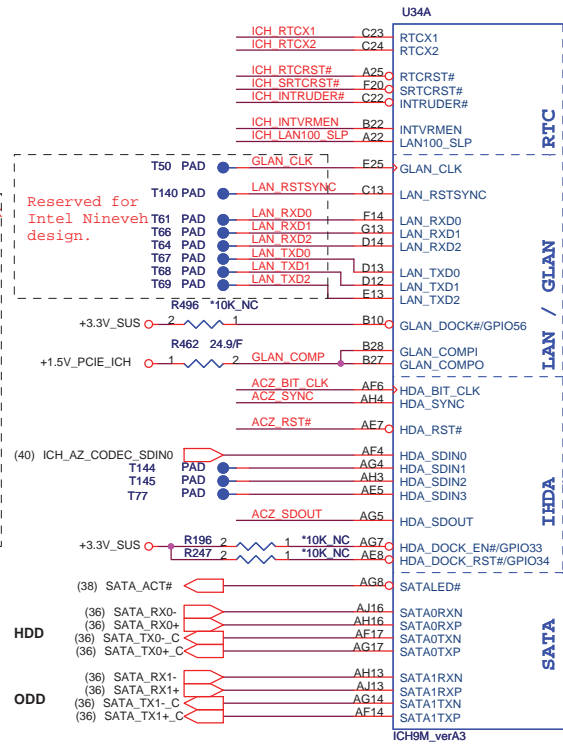 U34A
ICH_RTCX1 C23 RTCX1
ICH_RTCX2 C24 RTCX2
ICH_RTCRST# A25 RTCRST#
ICH_SRTCRST# F20 SRTCRST#
ICH_INTRUDER# C22 INTRUDER#
ICH_INTVRMEN B22 INTVRMEN
ICH_LAN100_SLP A22 LAN100_SLP
RTC
T50 PAD GLAN_CLK E25 GLAN_CLK
T140 PAD LAN_RSTSYNC C13 LAN_RSTSYNC
Reserved for
Intel Nineveh
design.
T61 PAD LAN_RXD0 F14 LAN_RXD0
T66 PAD LAN_RXD1 G13 LAN_RXD1
T64 PAD LAN_RXD2 D14 LAN_RXD2
T67 PAD LAN_TXD0 D13 LAN_TXD0
T68 PAD LAN_TXD1 D12 LAN_TXD1
T69 PAD LAN_TXD2 E13 LAN_TXD2
LAN / GLAN
R496 *10K_NC
+3.3V_SUS 2 1 B10 GLAN_DOCK#/GPIO56
R462 24.9/F
+1.5V_PCIE_ICH 1 2 GLAN_COMP
B28 GLAN_COMPI
B27 GLAN_COMPO
ACZ_BIT_CLK AF6 HDA_BIT_CLK
ACZ_SYNC AH4 HDA_SYNC
ACZ_RST# AE7 HDA_RST#
(40) ICH_AZ_CODEC_SDIN0 AF4 HDA_SDIN0
T144 PAD AG4 HDA_SDIN1
T145 PAD AH3 HDA_SDIN2
T77 PAD AE5 HDA_SDIN3
IHDA
ACZ_SDOUT AG5 HDA_SDOUT
+3.3V_SUS R196 2 1 *10K_NC AG7 HDA_DOCK_EN#/GPIO33
R247 2 1 *10K_NC AE8 HDA_DOCK_RST#/GPIO34
(38) SATA_ACT# AG8 SATALED#
HDD
(36) SATA_RX0- AJ16 SATA0RXN
(36) SATA_RX0+ AH16 SATA0RXP
(36) SATA_TX0-_C AF17 SATA0TXN
(36) SATA_TX0+_C AG17 SATA0TXP
SATA
ODD
(36) SATA_RX1- AH13 SATA1RXN
(36) SATA_RX1+ AJ13 SATA1RXP
(36) SATA_TX1-_C AG14 SATA1TXN
(36) SATA_TX1+_C AF14 SATA1TXP
ICH9M_verA3